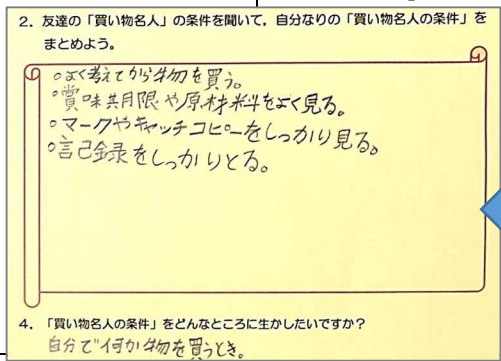 2. 友達の「買い物名人」の条件を聞いて，自分なりの「買い物名人の条件」を
まとめよう。
○よく考えてから物を買う。
○賞味期限や原材料をよく見る。
○マークやキャッチコピーをしっかり見る。
○記録をしっかりとる。
4. 「買い物名人の条件」をどんなところに生かしたいですか？
自分で何か物を買うとき。